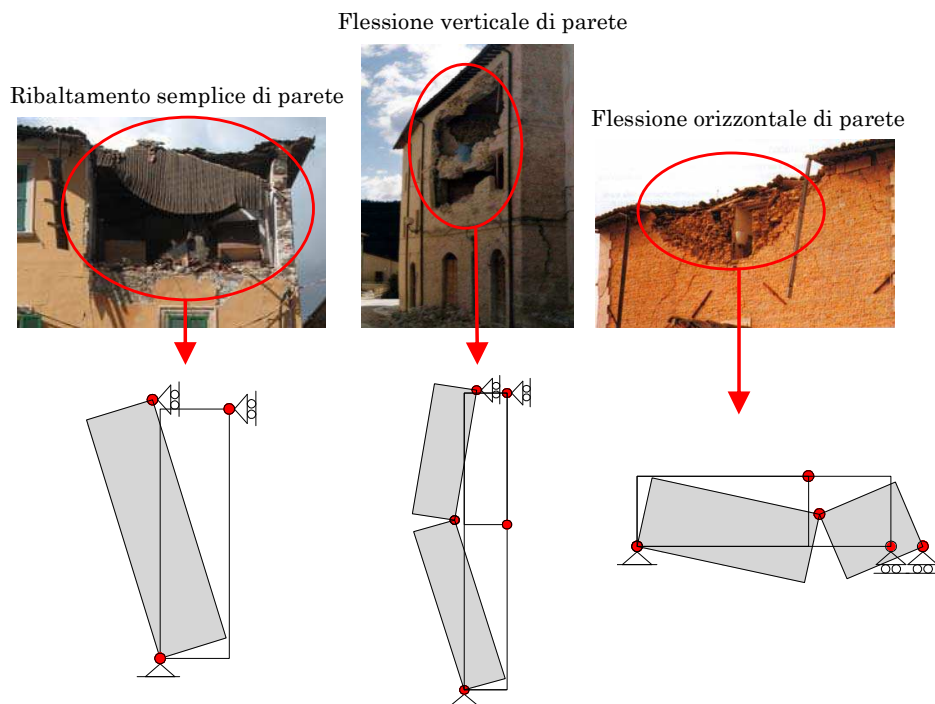 Flessione verticale di parete
Ribaltamento semplice di parete
Flessione orizzontale di parete